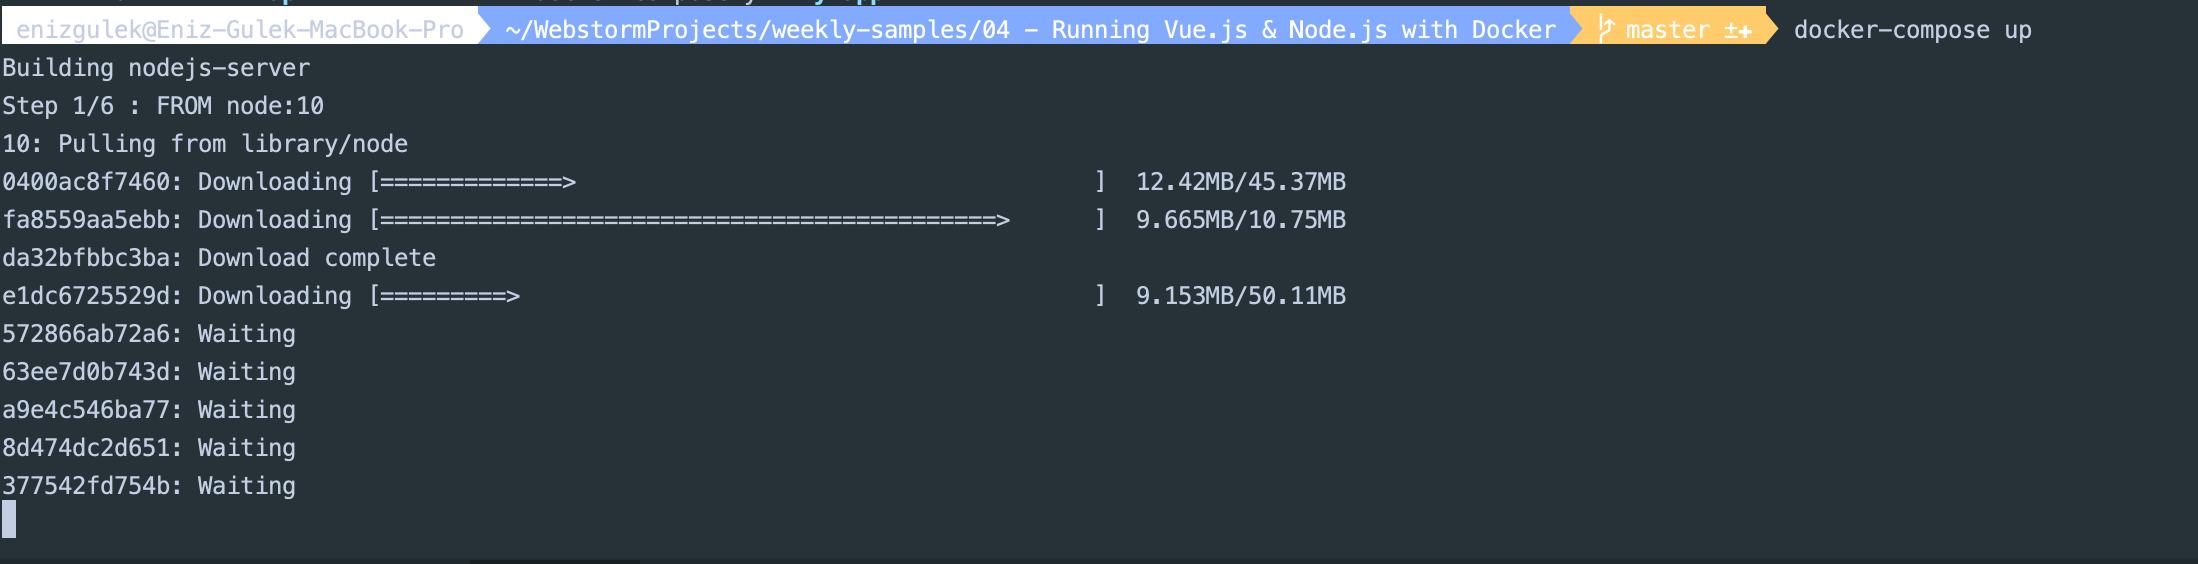 enizgulek@Eniz-Gulek-MacBook-Pro ~/WebstormProjects/weekly-samples/04 - Running Vue.js & Node.js with Docker master ±✚ docker-compose up
Building nodejs-server
Step 1/6 : FROM node:10
10: Pulling from library/node
0400ac8f7460: Downloading [=============>                                     ]  12.42MB/45.37MB
fa8559aa5ebb: Downloading [============================================>      ]  9.665MB/10.75MB
da32bfbbc3ba: Download complete
e1dc6725529d: Downloading [=========>                                         ]  9.153MB/50.11MB
572866ab72a6: Waiting
63ee7d0b743d: Waiting
a9e4c546ba77: Waiting
8d474dc2d651: Waiting
377542fd754b: Waiting